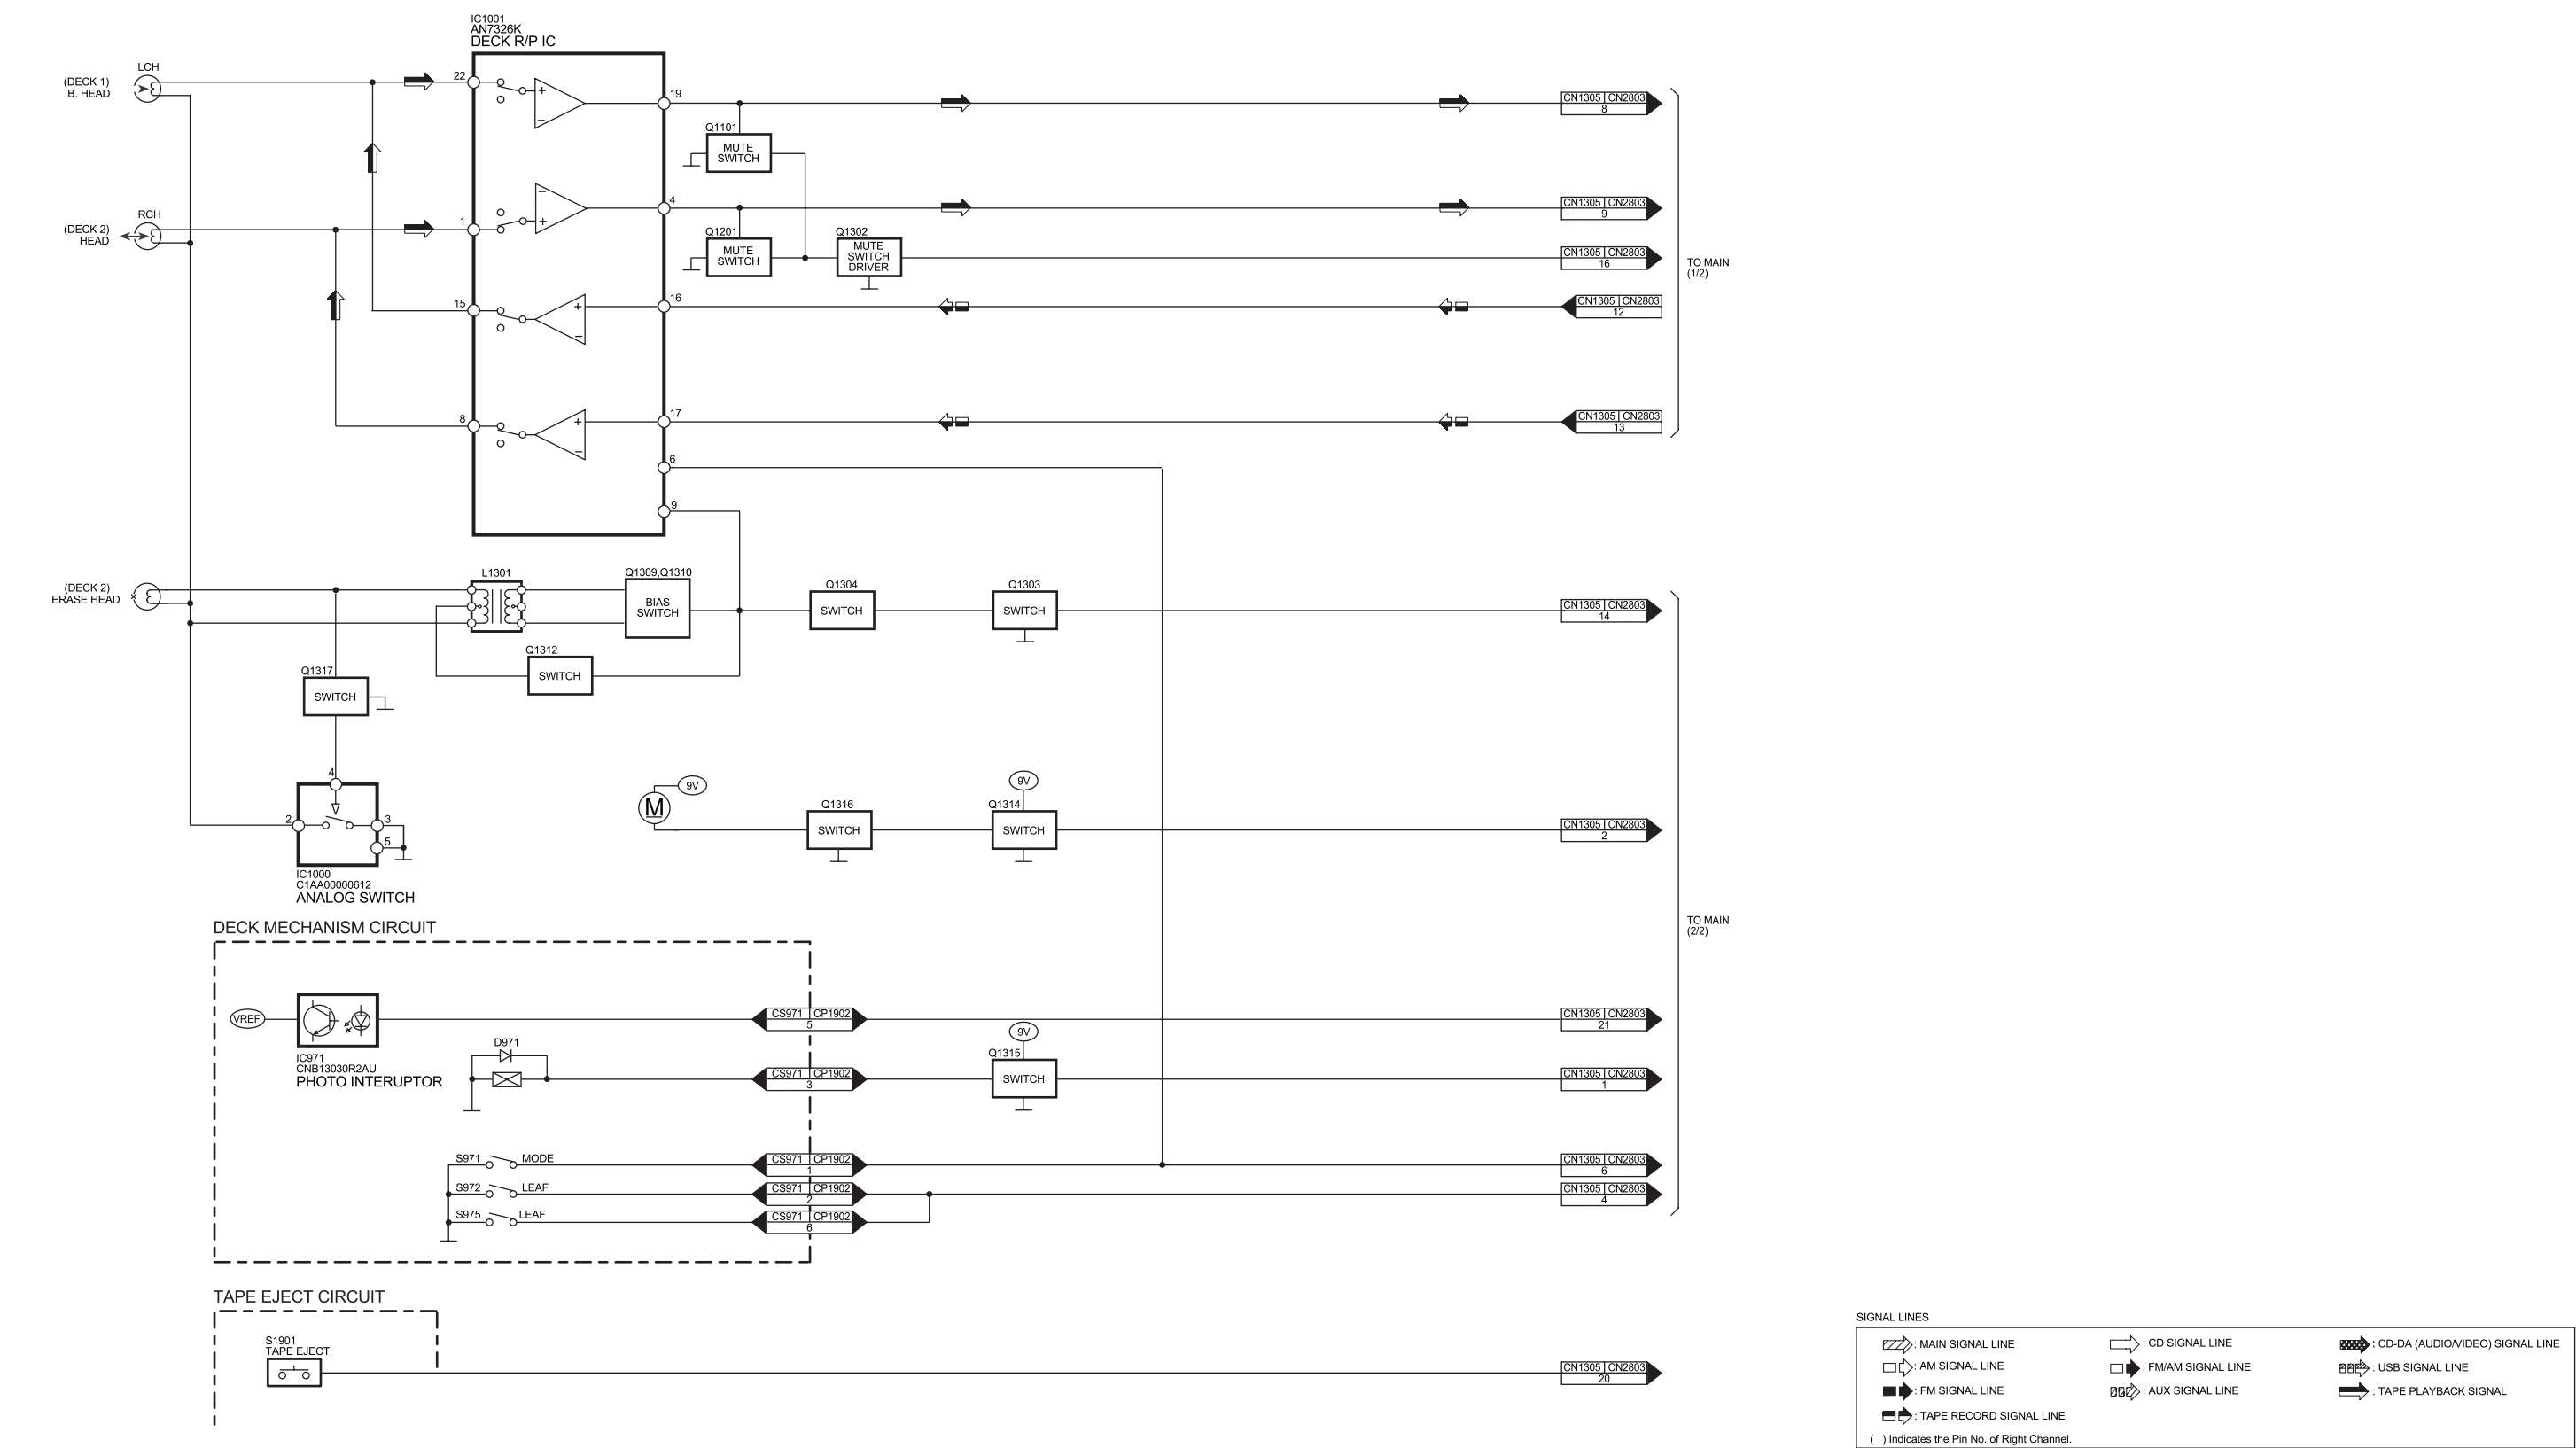 IC1001
AN7326K
DECK R/P IC
LCH
(DECK 1)
.B. HEAD
22
19
CN1305 CN2803
8
Q1101
MUTE
SWITCH
RCH
(DECK 2)
HEAD
1
4
CN1305 CN2803
9
Q1201
MUTE
SWITCH
Q1302
MUTE
SWITCH
DRIVER
CN1305 CN2803
16
TO MAIN
(1/2)
15
16
CN1305 CN2803
12
8
17
CN1305 CN2803
13
6
9
(DECK 2)
ERASE HEAD
L1301
Q1309,Q1310
BIAS
SWITCH
Q1304
SWITCH
Q1303
SWITCH
CN1305 CN2803
14
Q1312
SWITCH
Q1317
SWITCH
4
2
3
5
IC1000
C1AA00000612
ANALOG SWITCH
M
9V
Q1316
SWITCH
9V
Q1314
SWITCH
CN1305 CN2803
2
TO MAIN
(2/2)
DECK MECHANISM CIRCUIT
VREF
IC971
CNB13030R2AU
PHOTO INTERUPTOR
CS971 CP1902
5
CN1305 CN2803
21
D971
CS971 CP1902
3
9V
Q1315
SWITCH
CN1305 CN2803
1
S971 MODE
CS971 CP1902
1
CN1305 CN2803
6
S972 LEAF
CS971 CP1902
2
CN1305 CN2803
4
S975 LEAF
CS971 CP1902
6
TAPE EJECT CIRCUIT
S1901
TAPE EJECT
CN1305 CN2803
20
SIGNAL LINES
: MAIN SIGNAL LINE
: CD SIGNAL LINE
: CD-DA (AUDIO/VIDEO) SIGNAL LINE
: AM SIGNAL LINE
: FM/AM SIGNAL LINE
: USB SIGNAL LINE
: FM SIGNAL LINE
: AUX SIGNAL LINE
: TAPE PLAYBACK SIGNAL
: TAPE RECORD SIGNAL LINE
( ) Indicates the Pin No. of Right Channel.